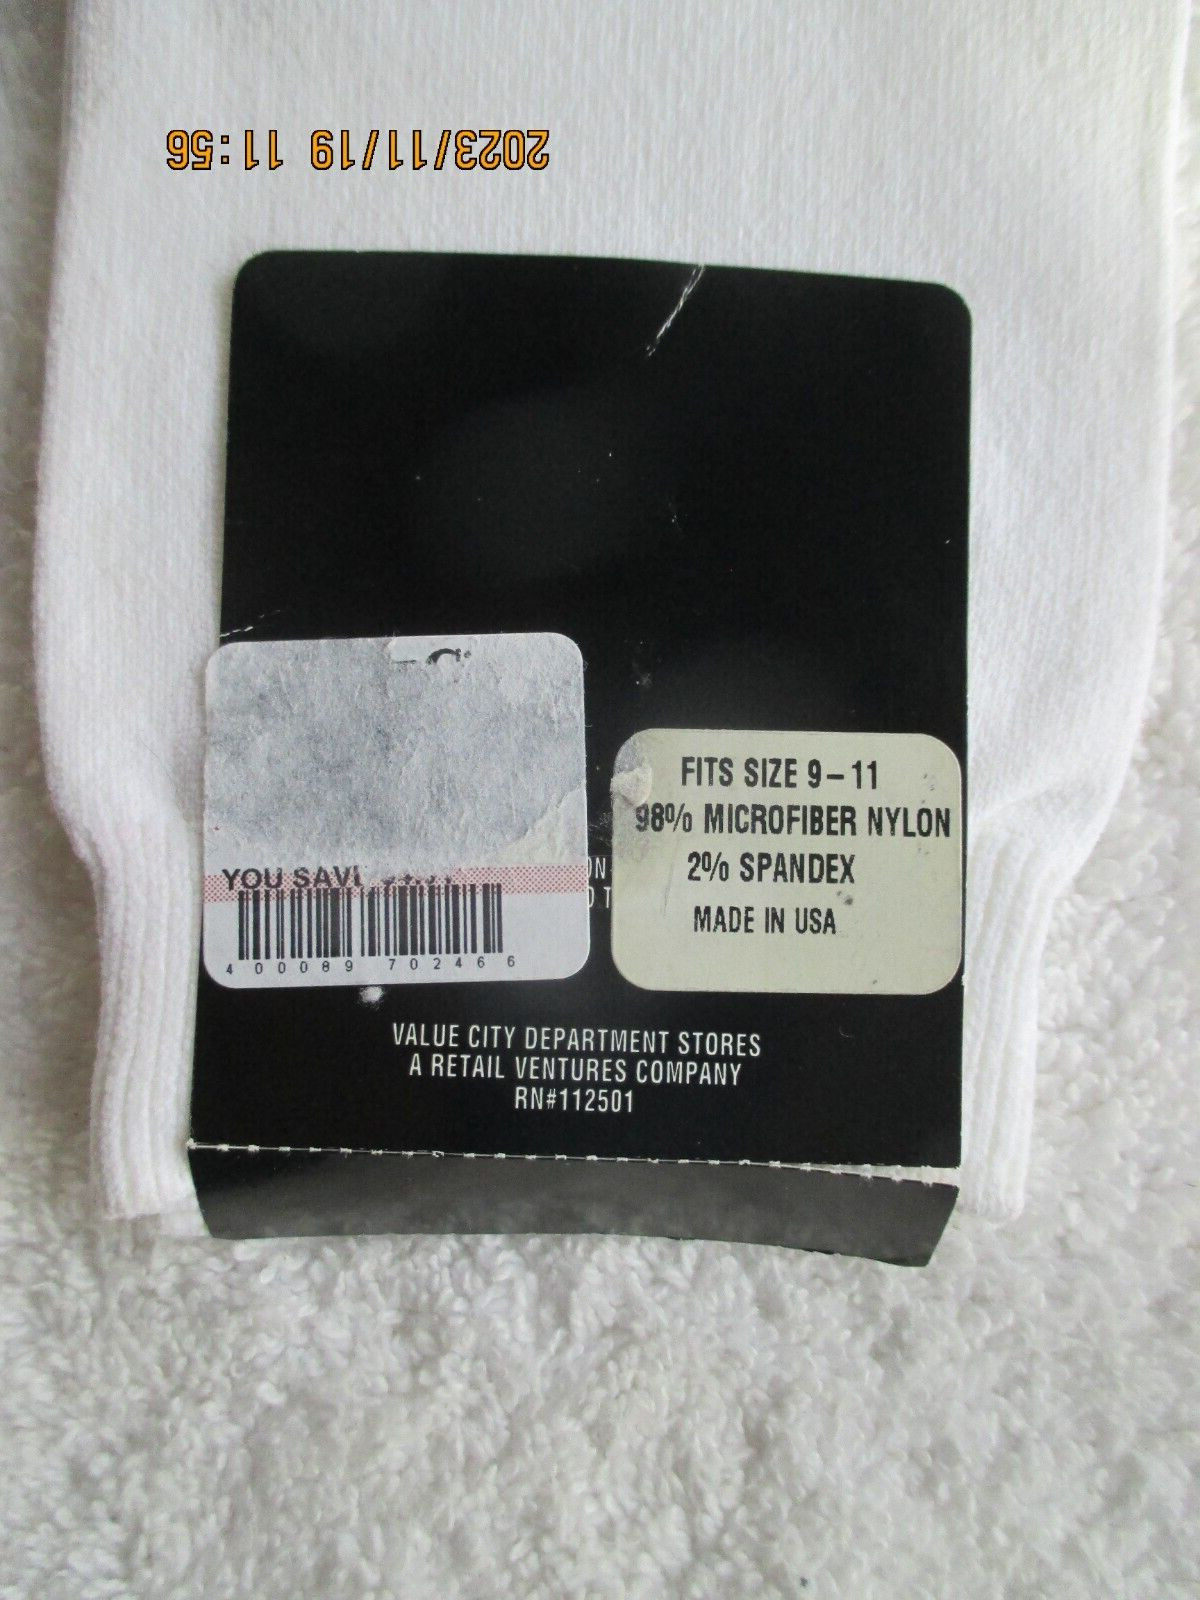 2023/11/19 11:56
FITS SIZE 9-11
98% MICROFIBER NYLON
2% SPANDEX
MADE IN USA
YOU
4 00089 70246 6
VALUE CITY DEPARTMENT STORES
A RETAIL VENTURES COMPANY
RN#112501